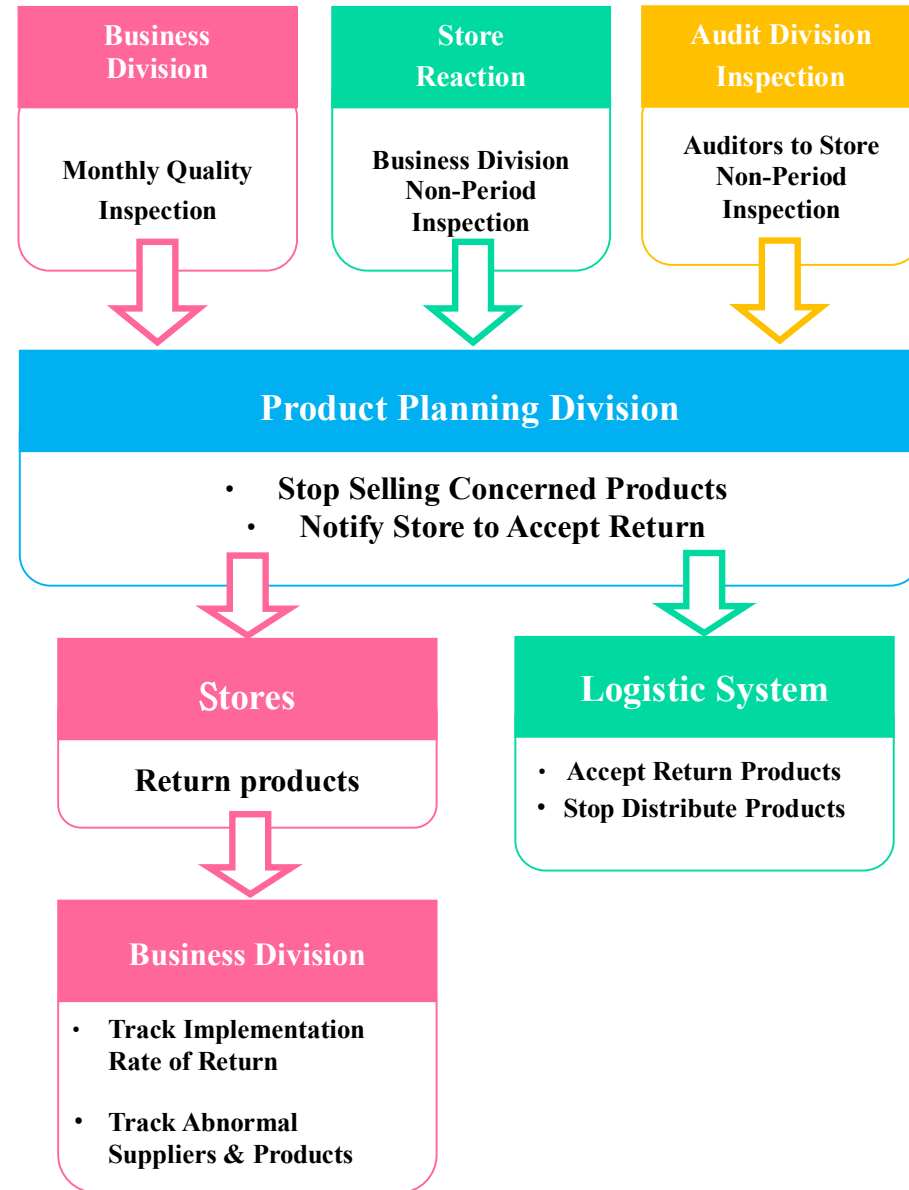 Business
Division
Monthly Quality
Inspection
Store
Reaction
Business Division
Non-Period
Inspection
Audit Division
Inspection
Auditors to Store
Non-Period
Inspection
Product Planning Division
· Stop Selling Concerned Products
· Notify Store to Accept Return
Stores
Return products
Logistic System
· Accept Return Products
· Stop Distribute Products
Business Division
· Track Implementation
Rate of Return
· Track Abnormal
Suppliers & Products